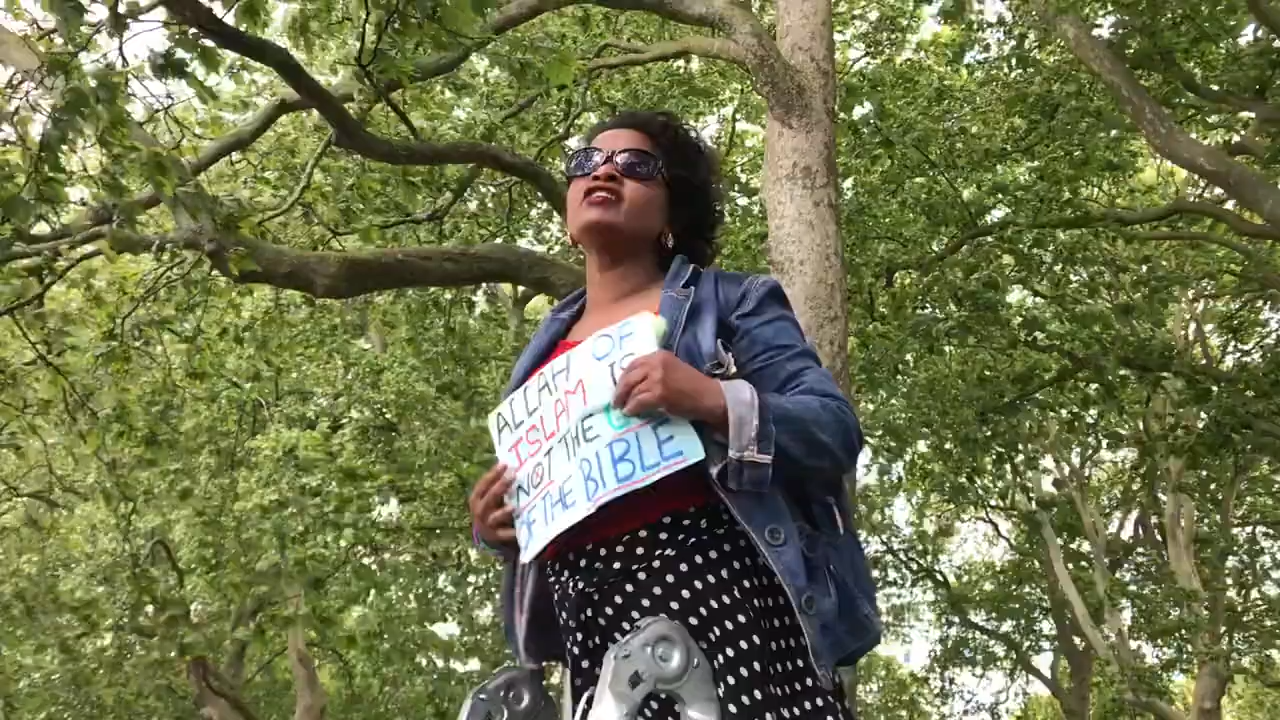 ALLAH OF
ISLAM IS
NOT THE G
OF THE BIBLE